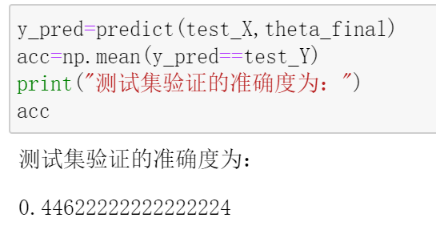 y_pred=predict(test_X,theta_final)
acc=np.mean(y_pred==test_Y)
print("测试集验证的准确度为：")
acc
测试集验证的准确度为：
0.44622222222222224